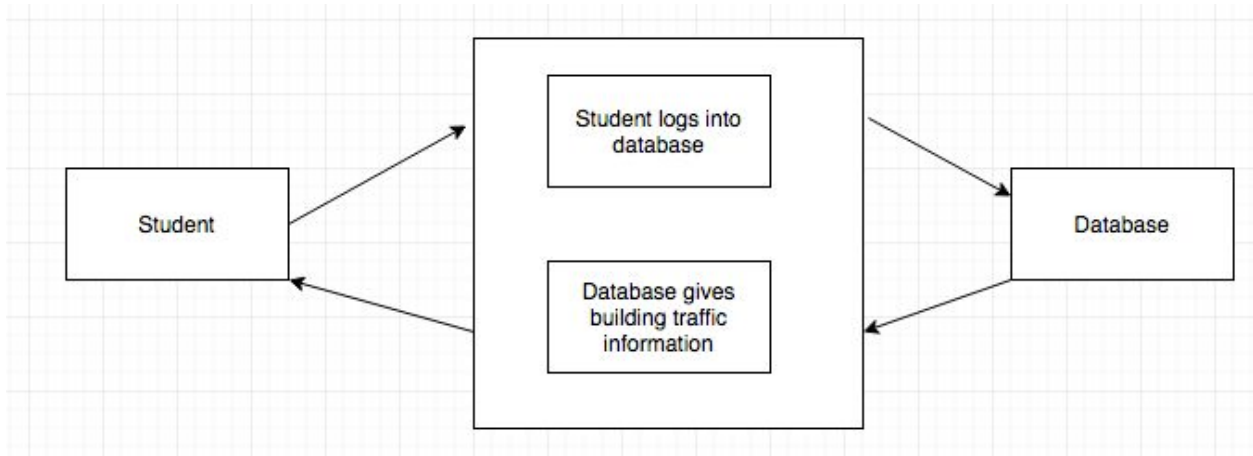 Student
Student logs into
database
Database gives
building traffic
information
Database